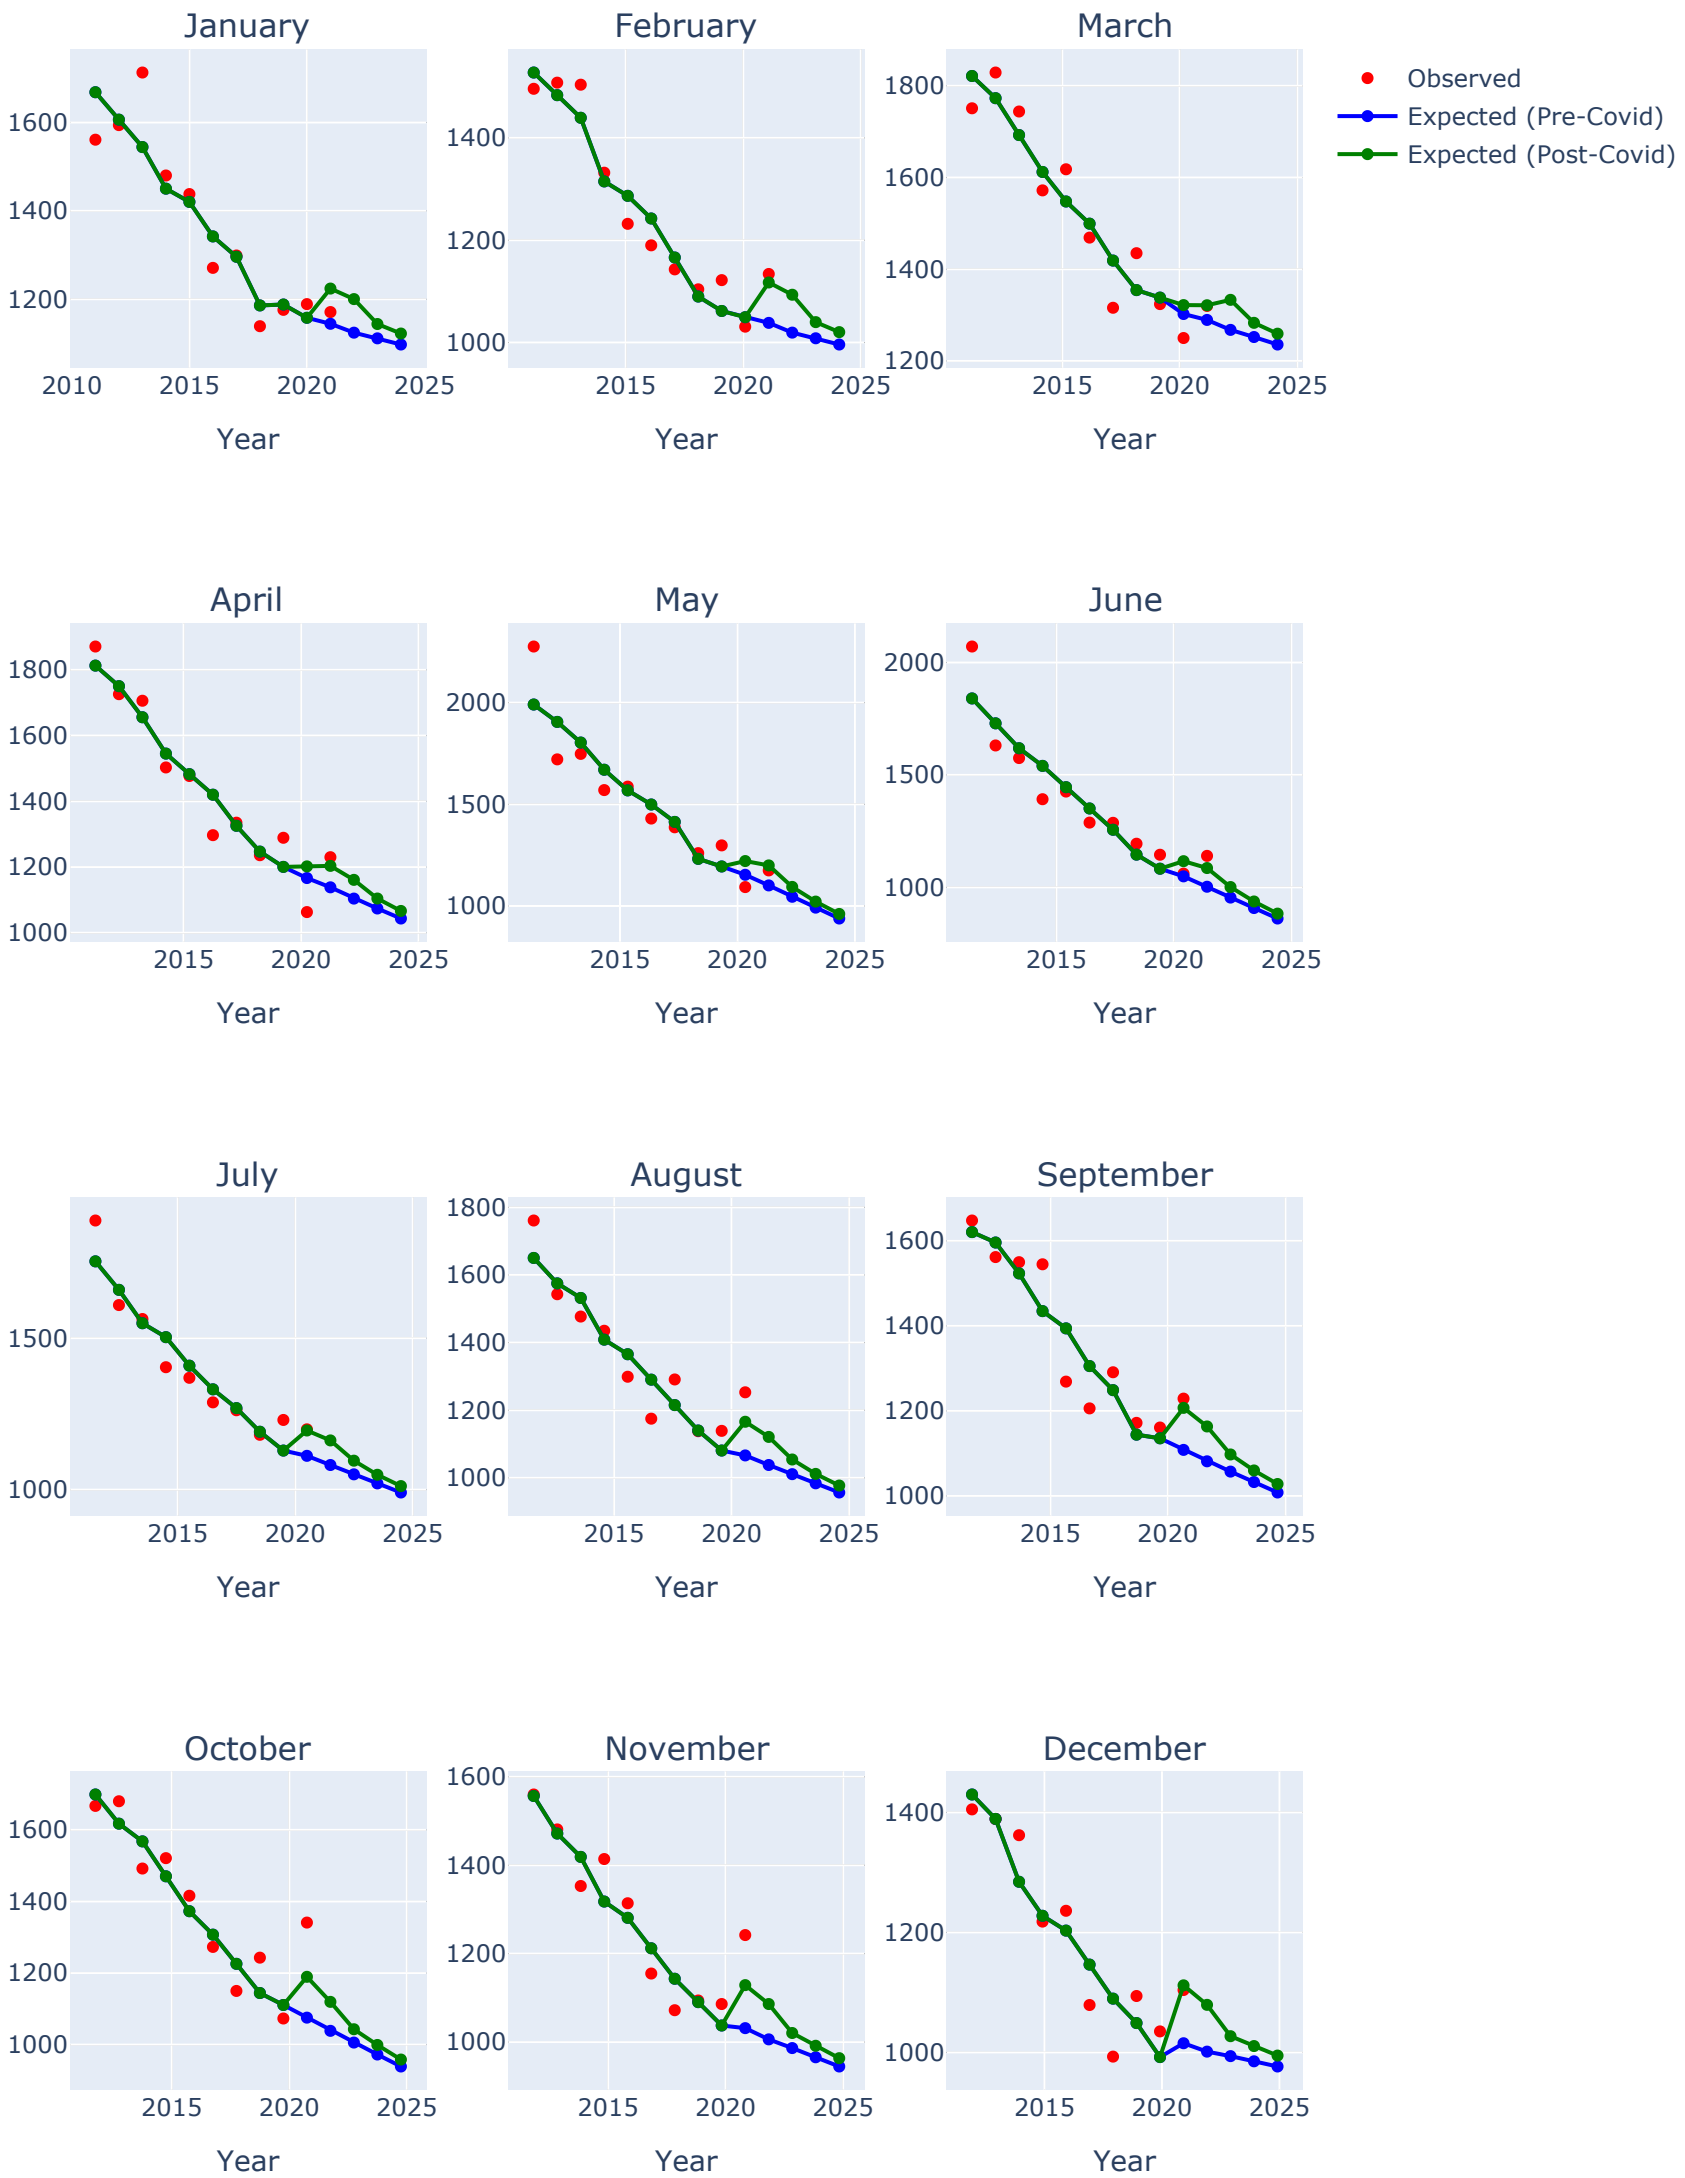 January February March
Observed
Expected (Pre-Covid)
Expected (Post-Covid)
1600
1400
1200
2010 2015 2020 2025
Year
1400
1200
1000
2015 2020 2025
Year
1800
1600
1400
1200
2015 2020 2025
Year
April
1800
1600
1400
1200
1000
2015 2020 2025
Year
May
2000
1500
1000
2015 2020 2025
Year
June
2000
1500
1000
2015 2020 2025
Year
July
1500
1000
2015 2020 2025
Year
August
1800
1600
1400
1200
1000
2015 2020 2025
Year
September
1600
1400
1200
1000
2015 2020 2025
Year
October
1600
1400
1200
1000
2015 2020 2025
Year
November
1600
1400
1200
1000
2015 2020 2025
Year
December
1400
1200
1000
2015 2020 2025
Year